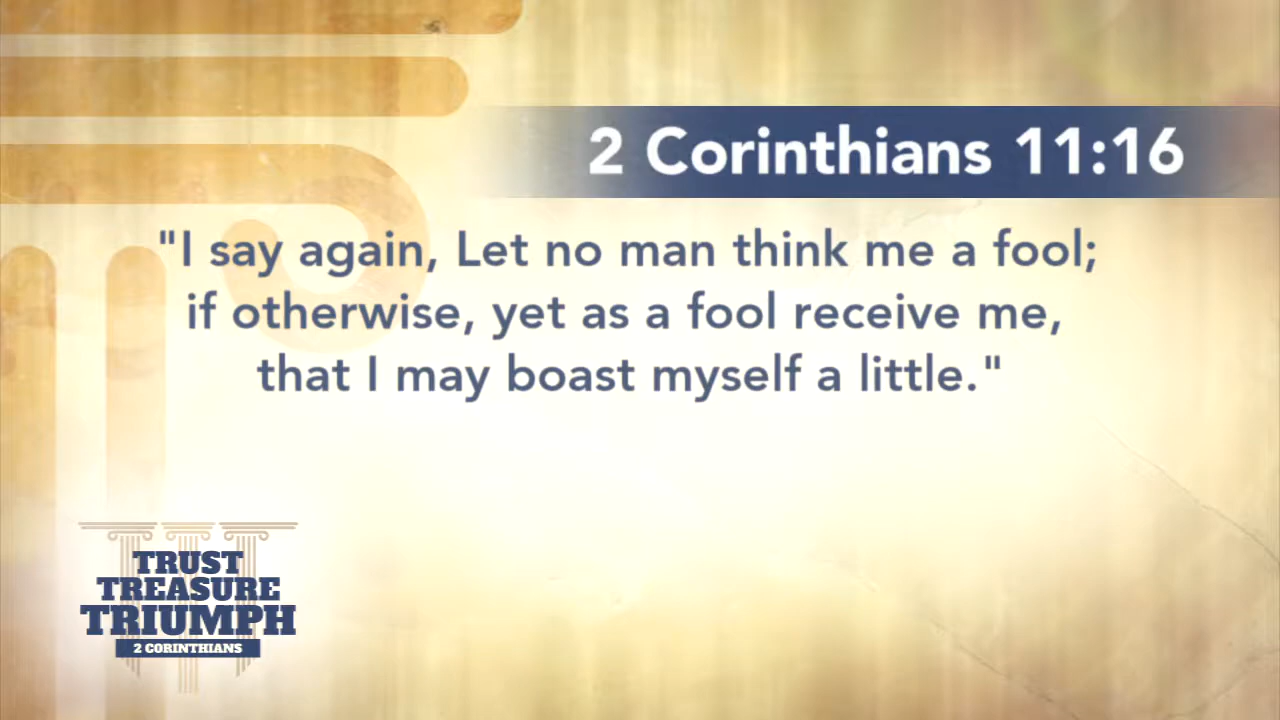 2 Corinthians 11:16
"I say again, Let no man think me a fool;
if otherwise, yet as a fool receive me,
that I may boast myself a little."
TRUST
TREASURE
TRIUMPH
2 CORINTHIANS